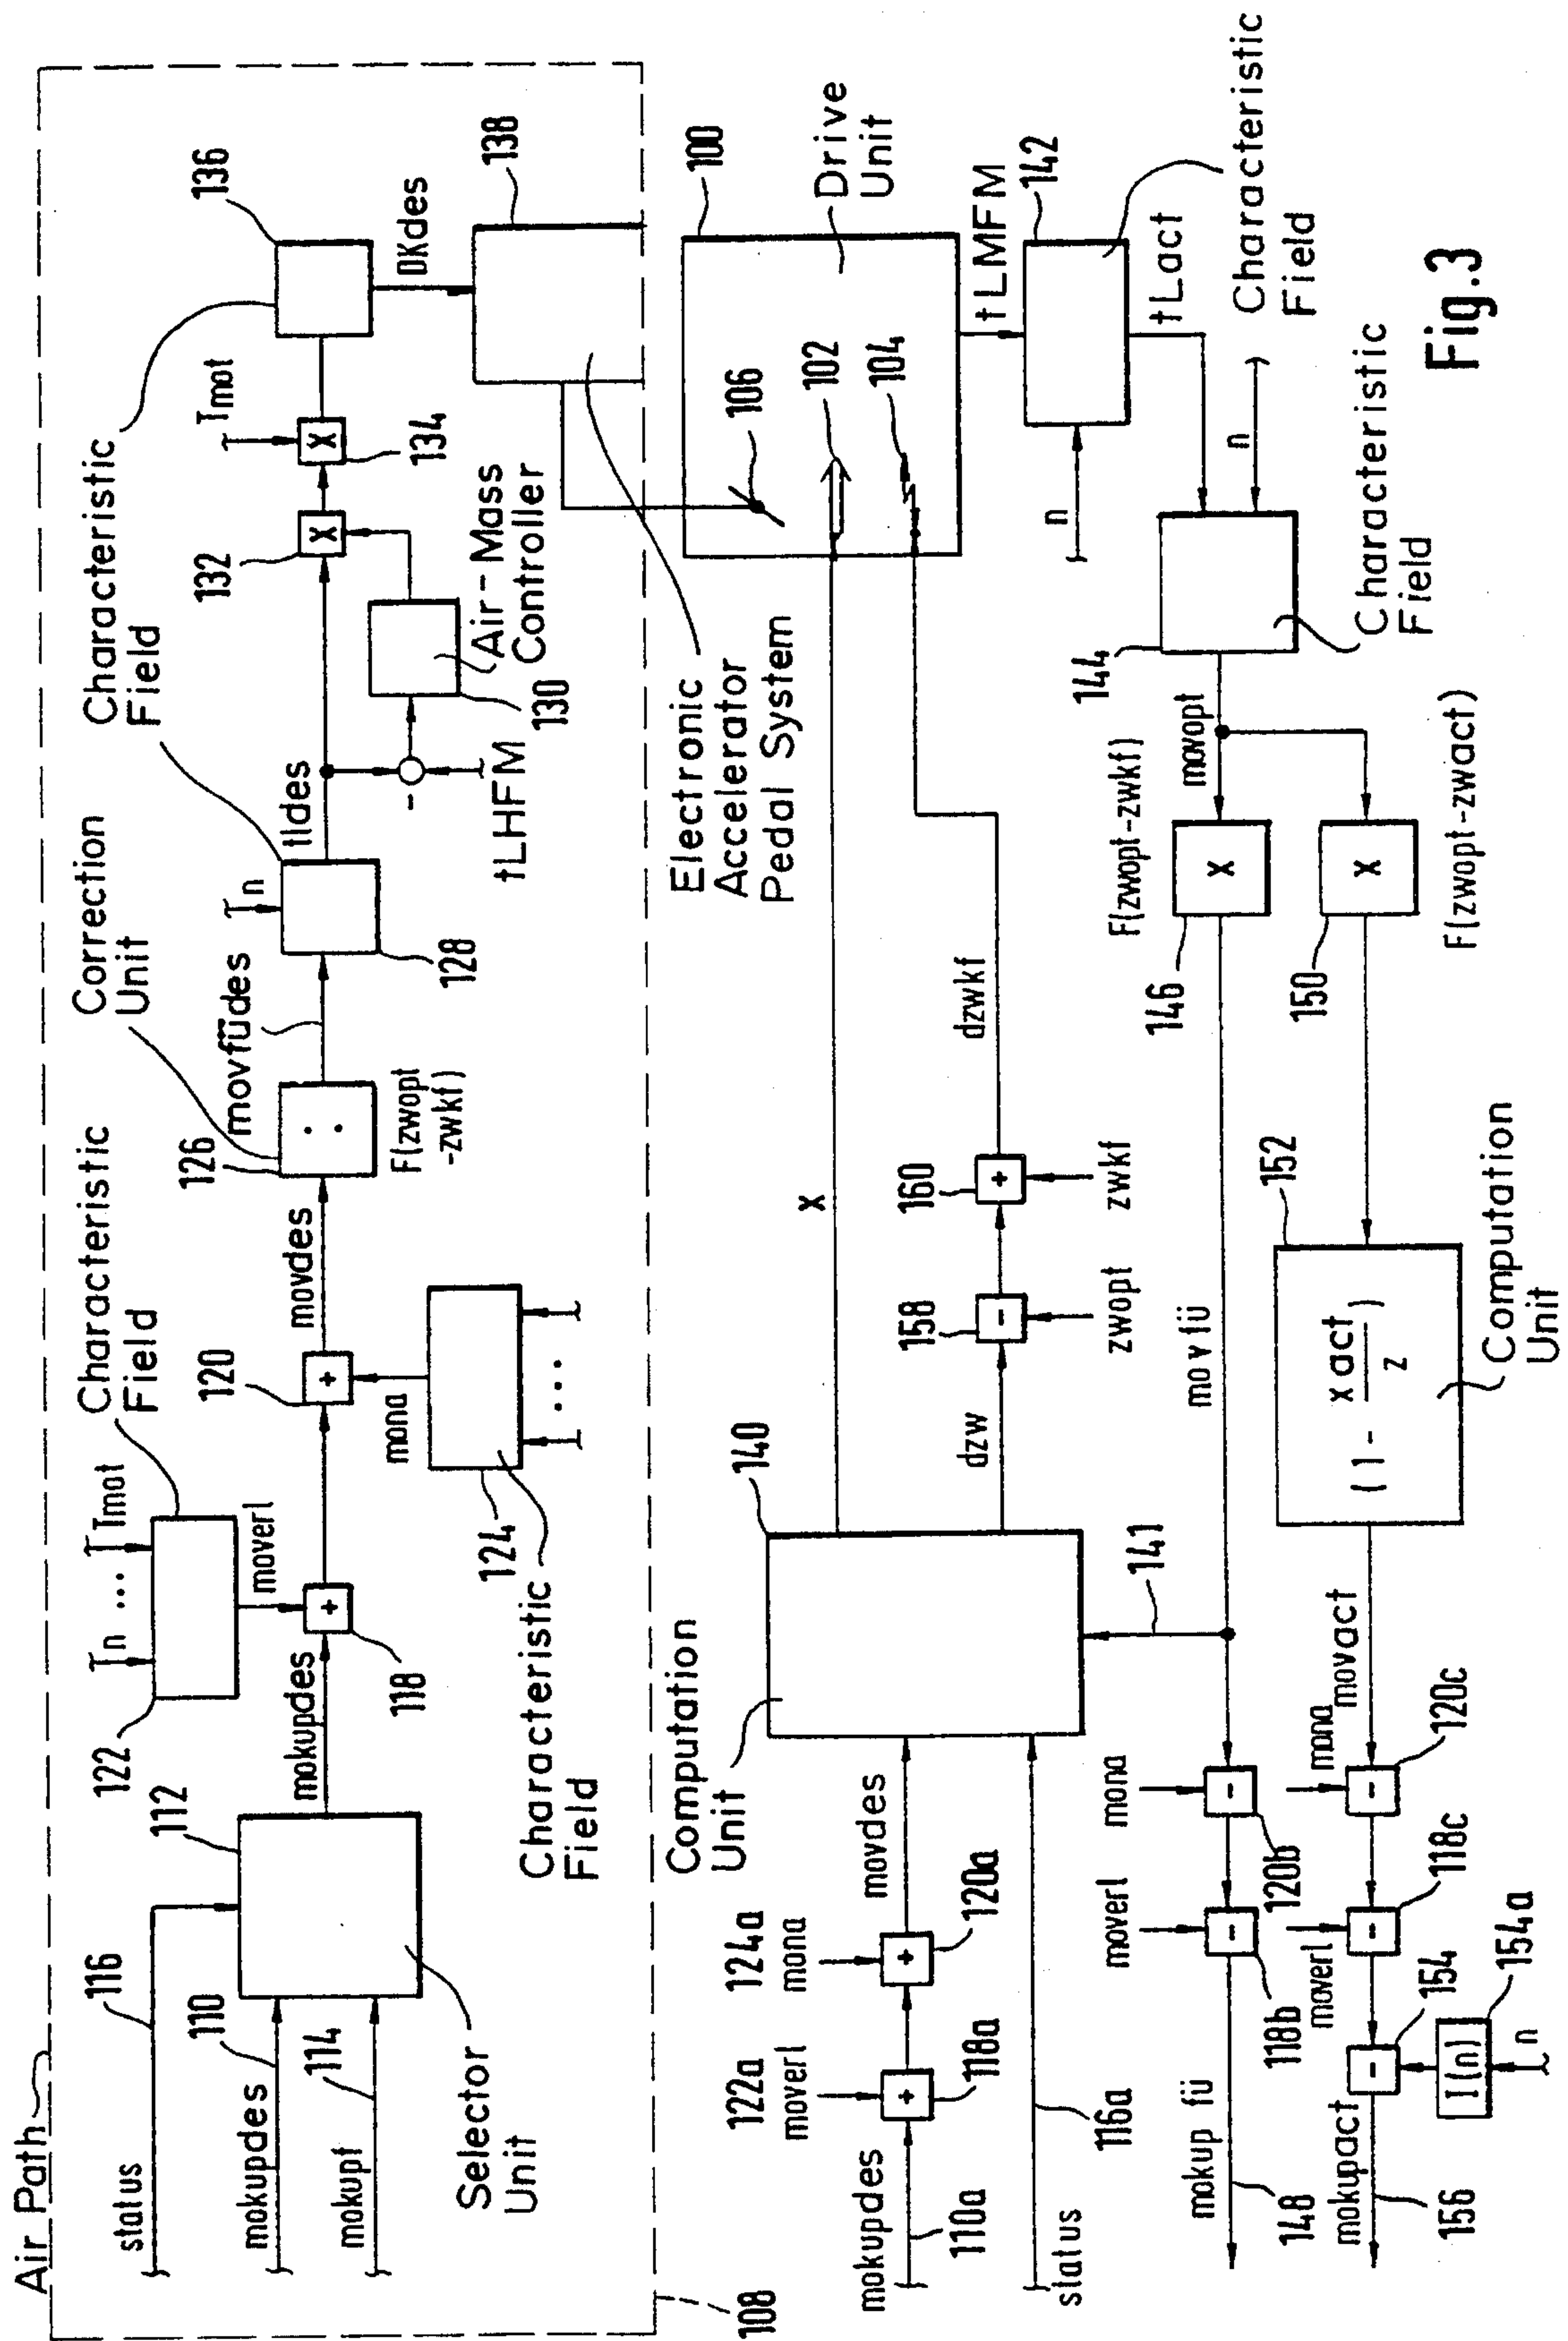 Air Path
108
status
116
mokupdes
110
mokupf
114
112
Selector
Unit
mokupdes
122
n ... Tmot
Characteristic
Field
moverl
+
118
120
+
mona
124
...
Characteristic
Field
movdes
126
:
F(zwopt
-zwkf)
Correction
Unit
movfüdes
n
128
Characteristic
Field
tldes
-
tLHFM
130
Air-Mass
Controller
132
X
134
X
Tmot
136
DKdes
138
Electronic
Accelerator
Pedal System
100
Drive
Unit
106
102
104
tLMFM
142
n
tLact
Characteristic
Field
n
144
Characteristic
Field
movopt
F(zwopt-zwkf)
146
X
150
X
F(zwopt-zwact)
mokupdes
110a
122a
moverl
+
118a
124a
mona
+
120a
movdes
status
116a
Computation
Unit
140
141
X
dzw
158
-
zwopt
160
+
zwkf
dzwkf
movfü
mona
-
120b
moverl
-
118b
mokup fü
148
152
(1 - xact
z )
Computation
Unit
movact
mona
-
120c
moverl
-
118c
154
-
154a
I(n)
n
mokupact
156
Fig.3